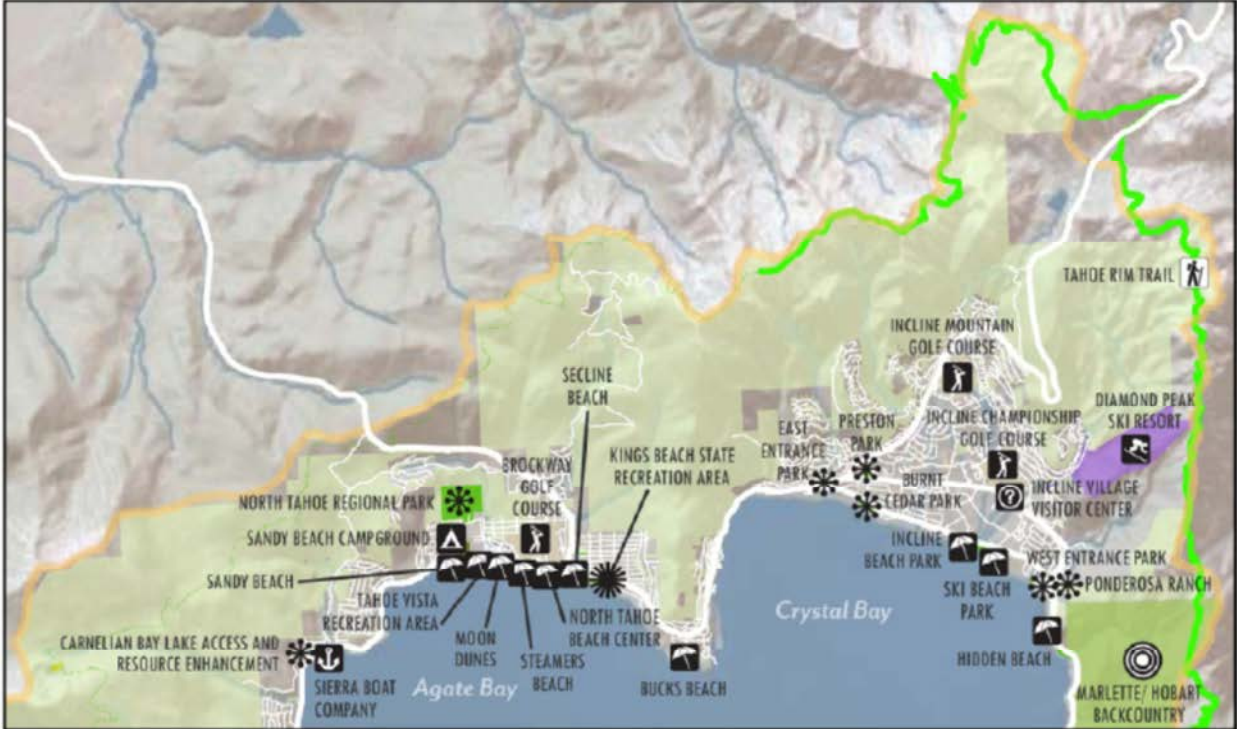 TAHOE RIM TRAIL
INCLINE MOUNTAIN
GOLF COURSE
SECLINE
BEACH
DIAMOND PEAK
SKI RESORT
PRESTON
PARK
INCLINE CHAMPIONSHIP
GOLF COURSE
EAST
ENTRANCE
PARK
KINGS BEACH STATE
RECREATION AREA
BROCKWAY
GOLF
COURSE
BURNT
CEDAR PARK
INCLINE VILLAGE
VISITOR CENTER
NORTH TAHOE REGIONAL PARK
SANDY BEACH CAMPGROUND
INCLINE
BEACH PARK
WEST ENTRANCE PARK
SANDY BEACH
SKI BEACH
PARK
PONDEROSA RANCH
TAHOE VISTA
RECREATION AREA
NORTH TAHOE
BEACH CENTER
Crystal Bay
MOON
DUNES
STEAMERS
BEACH
CARNELIAN BAY LAKE ACCESS AND
RESOURCE ENHANCEMENT
HIDDEN BEACH
SIERRA BOAT
COMPANY
Agate Bay
BUCKS BEACH
MARLETTE/ HOBART
BACKCOUNTRY